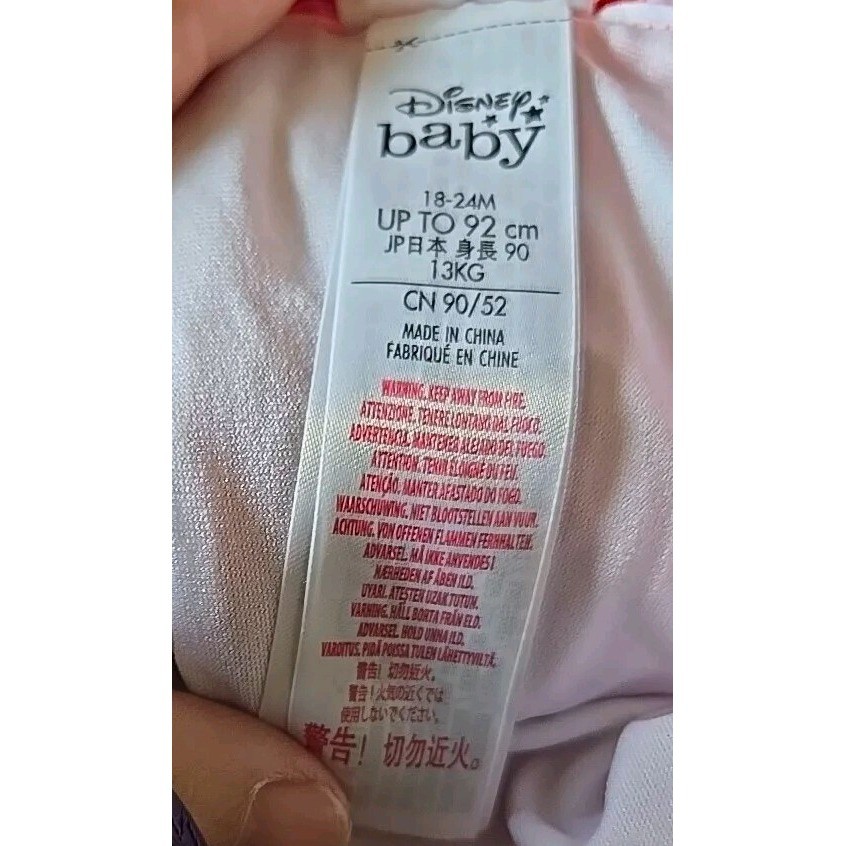 Disney
baby
18-24M
UP TO 92 cm
JP日本 身長 90
13KG
CN 90/52
MADE IN CHINA
FABRIQUÉ EN CHINE
WARNING. KEEP AWAY FROM FIRE.
ATTENZIONE. TENERE LONTANO DAL FUOCO.
ADVERTENCIA. MANTENER ALEJADO DEL FUEGO.
ATTENTION. TENIR ELOIGNE DU FEU.
ATENÇÃO. MANTER AFASTADO DO FOGO.
WAARSCHUWING. NIET BLOOTSTELLEN AAN VUUR.
ACHTUNG. VON OFFENEN FLAMMEN FERNHALTEN.
ADVARSEL. MÅ IKKE ANVENDES I
NÆRHEDEN AF ÅBEN ILD.
UYARI. ATEŞTEN UZAK TUTUN.
VARNING. HÅLL BORTA FRÅN ELD.
ADVARSEL. HOLD UNNA ILD.
VAROITUS. PIDÄ POISSA TULEN LÄHETTYVILTÄ.
警告！切勿近火。
警告！火気の近くでは
使用しないでください。
警告！切勿近火。